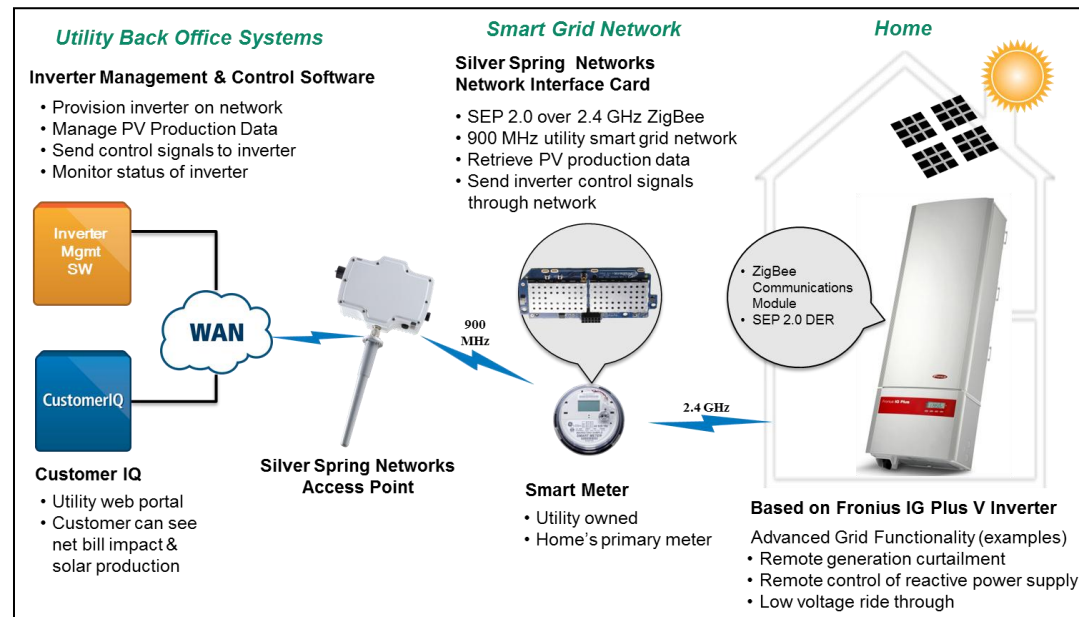 Utility Back Office Systems
Inverter Management & Control Software
• Provision inverter on network
• Manage PV Production Data
• Send control signals to inverter
• Monitor status of inverter
Inverter
Mgmt
SW
WAN
CustomerIQ
Customer IQ
• Utility web portal
• Customer can see
net bill impact &
solar production
Silver Spring Networks
Access Point
900
MHz
Smart Grid Network
Silver Spring Networks
Network Interface Card
• SEP 2.0 over 2.4 GHz ZigBee
• 900 MHz utility smart grid network
• Retrieve PV production data
• Send inverter control signals
through network
Smart Meter
• Utility owned
• Home's primary meter
2.4 GHz
Home
• ZigBee
Communications
Module
• SEP 2.0 DER
Fronius IG Plus
Based on Fronius IG Plus V Inverter
Advanced Grid Functionality (examples)
• Remote generation curtailment
• Remote control of reactive power supply
• Low voltage ride through